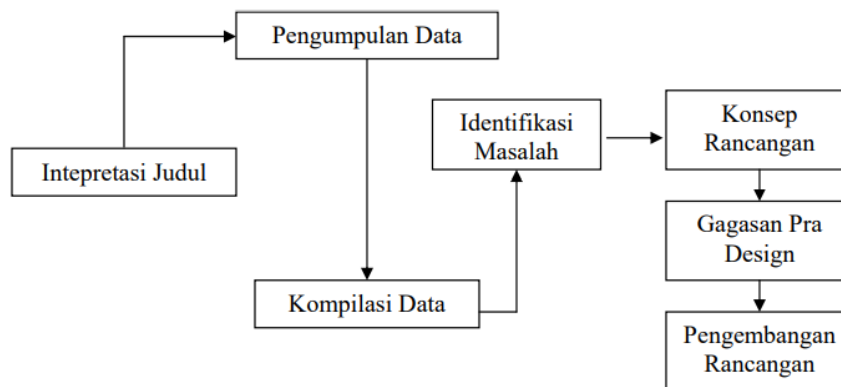 Pengumpulan Data
Intepretasi Judul
Kompilasi Data
Identifikasi
Masalah
Konsep
Rancangan
Gagasan Pra
Design
Pengembangan
Rancangan